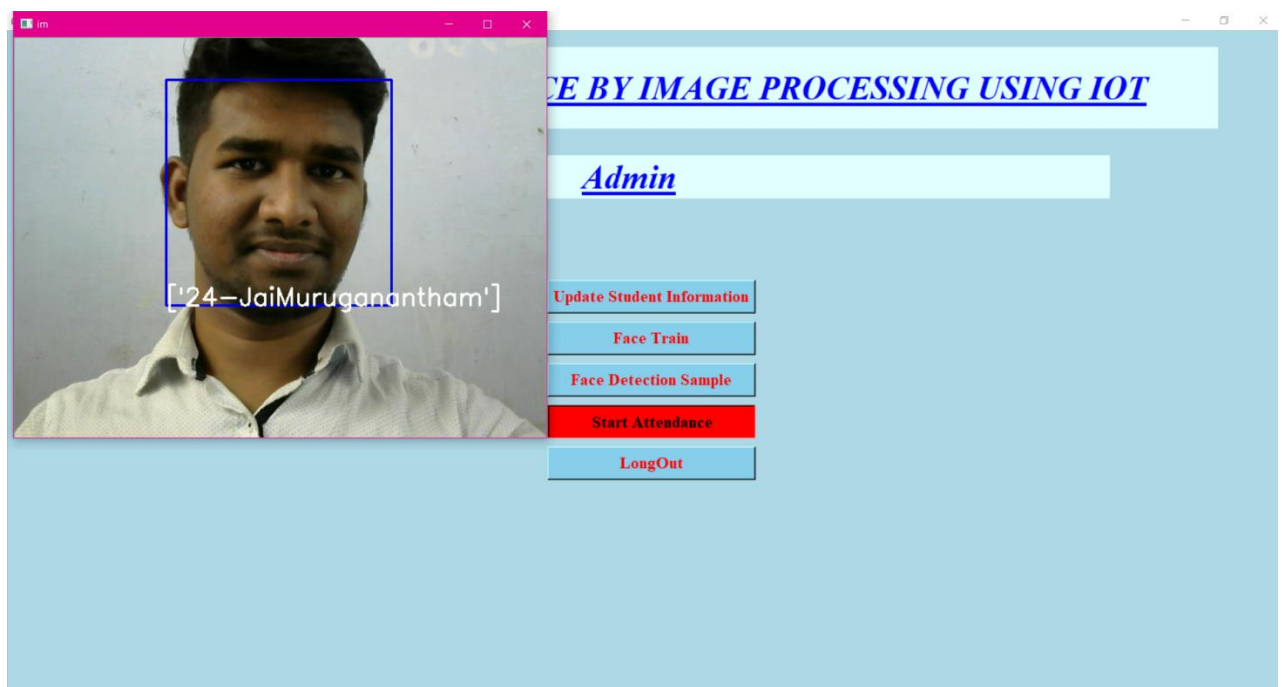 im
CE BY IMAGE PROCESSING USING IOT
Admin
['24-JaiMuruganantham']
Update Student Information
Face Train
Face Detection Sample
Start Attendance
LongOut